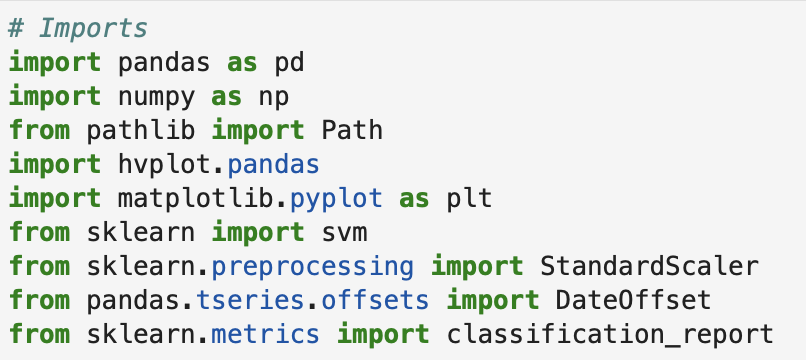 # Imports
import pandas as pd
import numpy as np
from pathlib import Path
import hvplot.pandas
import matplotlib.pyplot as plt
from sklearn import svm
from sklearn.preprocessing import StandardScaler
from pandas.tseries.offsets import DateOffset
from sklearn.metrics import classification_report